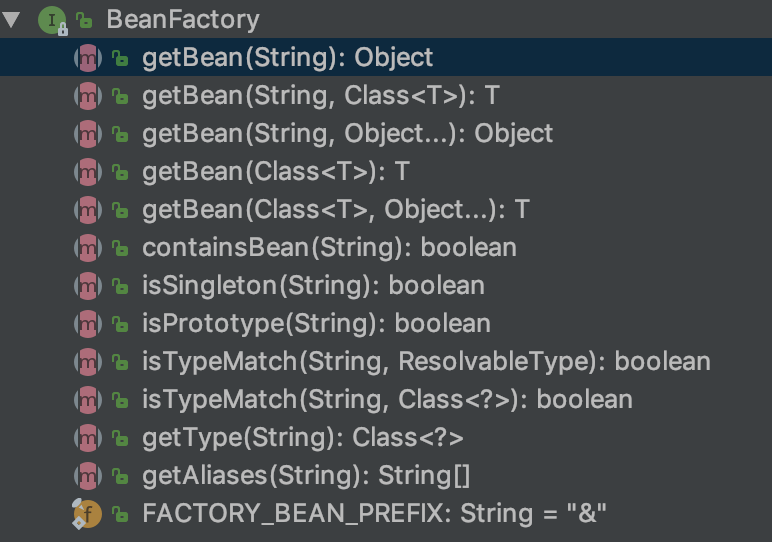 BeanFactory
getBean(String): Object
getBean(String, Class<T>): T
getBean(String, Object...): Object
getBean(Class<T>): T
getBean(Class<T>, Object...): T
containsBean(String): boolean
isSingleton(String): boolean
isPrototype(String): boolean
isTypeMatch(String, ResolvableType): boolean
isTypeMatch(String, Class<?>): boolean
getType(String): Class<?>
getAliases(String): String[]
FACTORY_BEAN_PREFIX: String = "&"